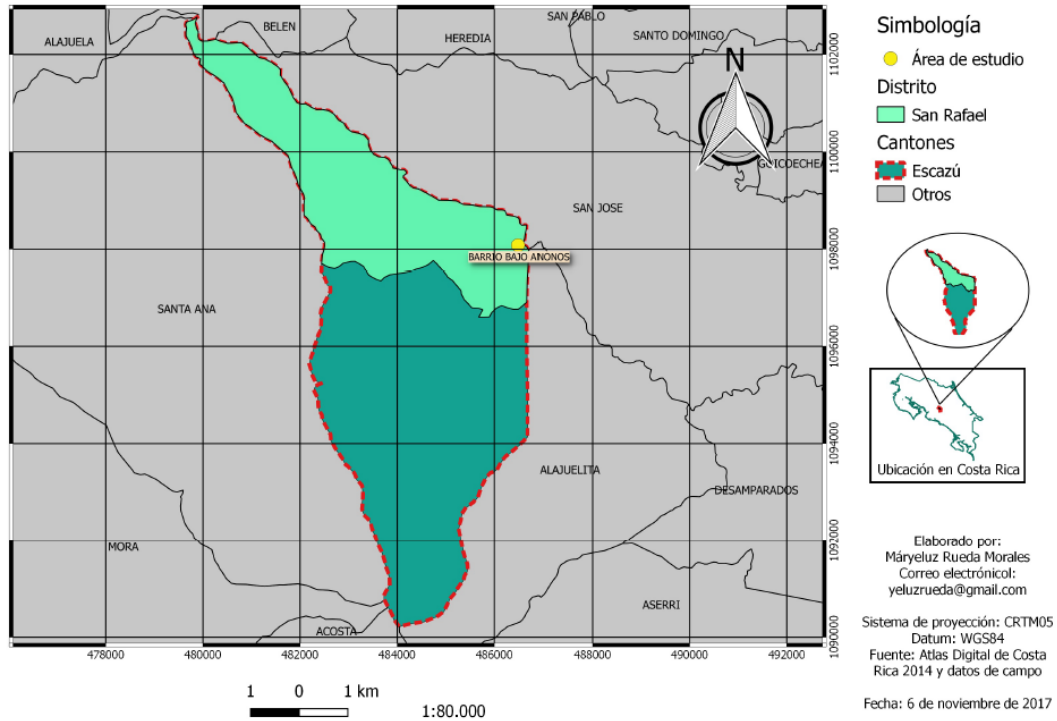 SAN PABLO
BELEN
ALAJUELA
HEREDIA
SANTO DOMINGO
N
GOICOECHEA
SAN JOSE
BARRIO BAJO ANONOS
SANTA ANA
ALAJUELITA
DESAMPARADOS
MORA
ASERRI
ACOSTA
1102000
1100000
1098000
1096000
1094000
1092000
1090000
478000 480000 482000 484000 486000 488000 490000 492000
1 0 1 km
1:80.000
Simbología
Área de estudio
Distrito
San Rafael
Cantones
Escazú
Otros
Ubicación en Costa Rica
Elaborado por:
Máryeluz Rueda Morales
Correo electrónicol:
yeluzrueda@gmail.com
Sistema de proyección: CRTM05
Datum: WGS84
Fuente: Atlas Digital de Costa
Rica 2014 y datos de campo
Fecha: 6 de noviembre de 2017